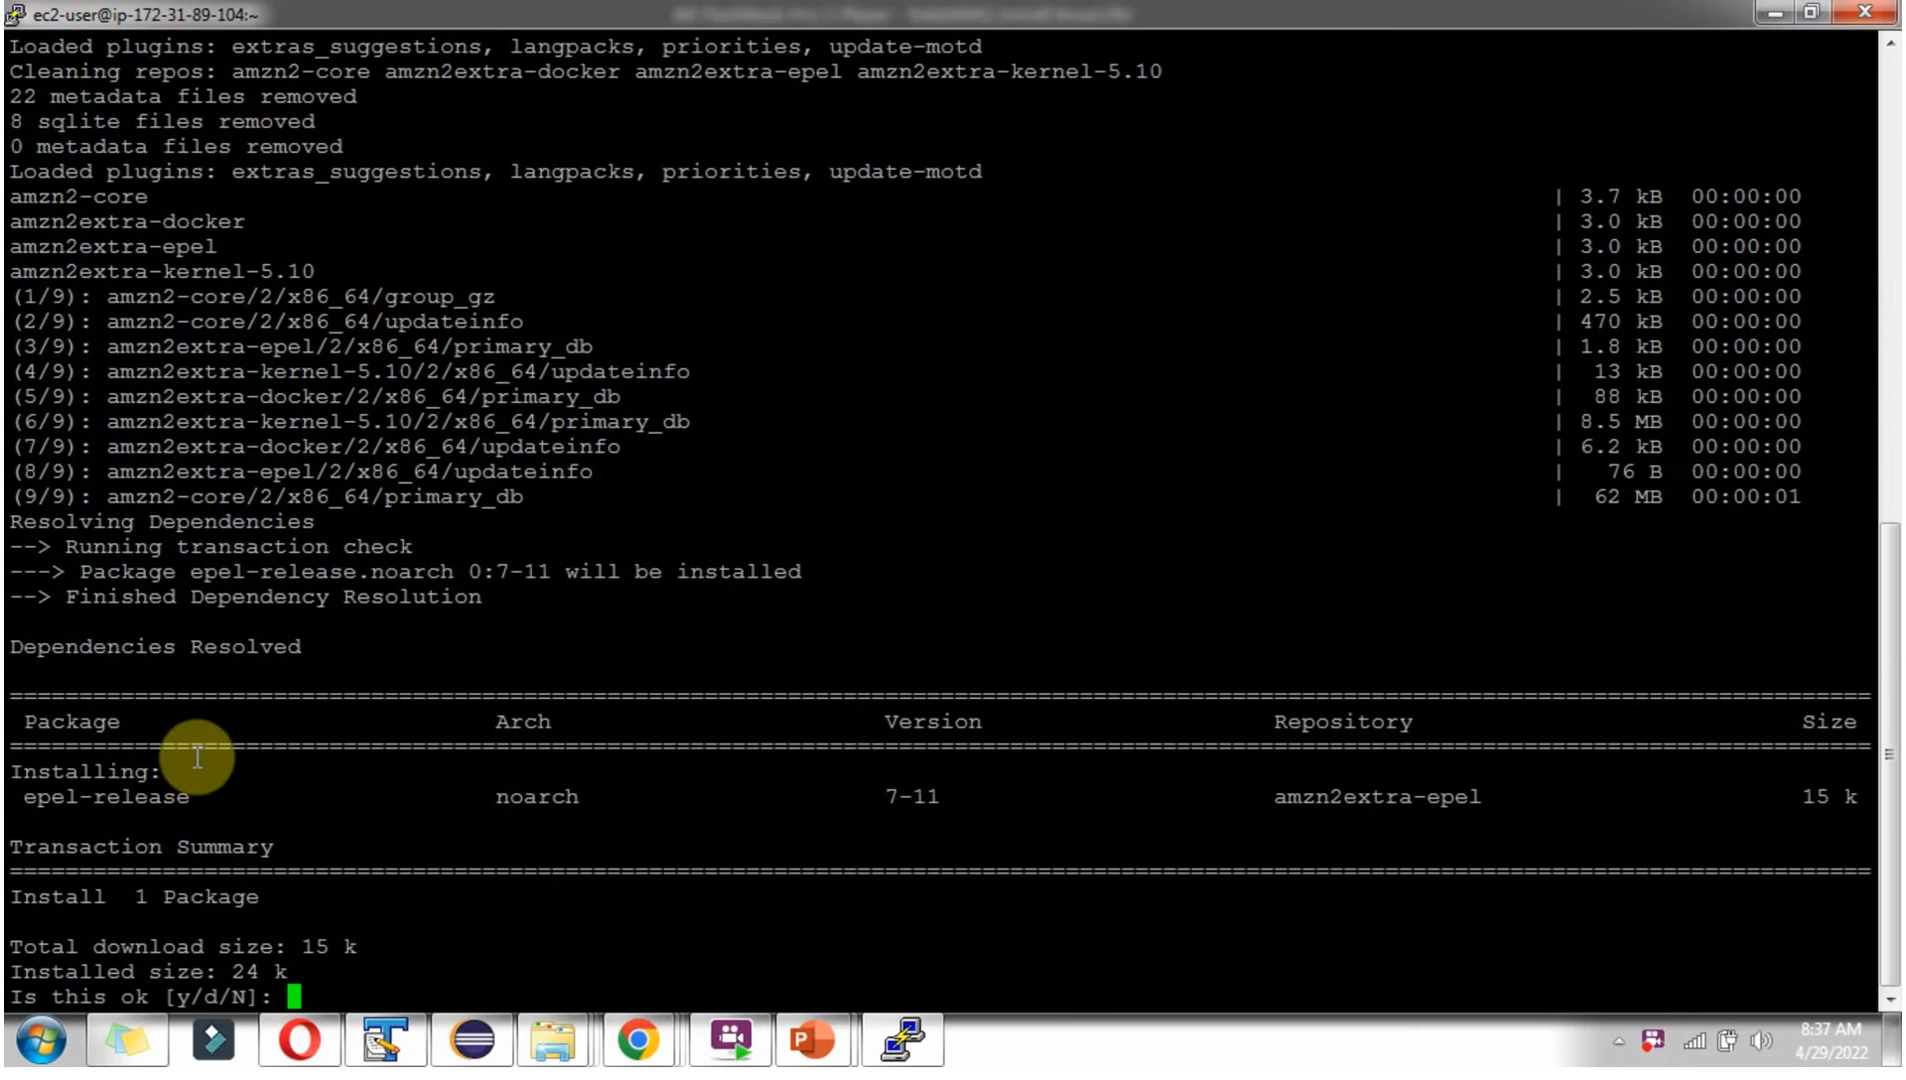 ec2-user@ip-172-31-89-104:~
Loaded plugins: extras_suggestions, langpacks, priorities, update-motd
Cleaning repos: amzn2-core amzn2extra-docker amzn2extra-epel amzn2extra-kernel-5.10
22 metadata files removed
8 sqlite files removed
0 metadata files removed
Loaded plugins: extras_suggestions, langpacks, priorities, update-motd
amzn2-core | 3.7 kB 00:00:00
amzn2extra-docker | 3.0 kB 00:00:00
amzn2extra-epel | 3.0 kB 00:00:00
amzn2extra-kernel-5.10 | 3.0 kB 00:00:00
(1/9): amzn2-core/2/x86_64/group_gz | 2.5 kB 00:00:00
(2/9): amzn2-core/2/x86_64/updateinfo | 470 kB 00:00:00
(3/9): amzn2extra-epel/2/x86_64/primary_db | 1.8 kB 00:00:00
(4/9): amzn2extra-kernel-5.10/2/x86_64/updateinfo | 13 kB 00:00:00
(5/9): amzn2extra-docker/2/x86_64/primary_db | 88 kB 00:00:00
(6/9): amzn2extra-kernel-5.10/2/x86_64/primary_db | 8.5 MB 00:00:00
(7/9): amzn2extra-docker/2/x86_64/updateinfo | 6.2 kB 00:00:00
(8/9): amzn2extra-epel/2/x86_64/updateinfo | 76 B 00:00:00
(9/9): amzn2-core/2/x86_64/primary_db | 62 MB 00:00:01
Resolving Dependencies
--> Running transaction check
---> Package epel-release.noarch 0:7-11 will be installed
--> Finished Dependency Resolution
Dependencies Resolved
Package Arch Version Repository Size
Installing:
epel-release noarch 7-11 amzn2extra-epel 15 k
Transaction Summary
Install 1 Package
Total download size: 15 k
Installed size: 24 k
Is this ok [y/d/N]:
8:37 AM
4/29/2022